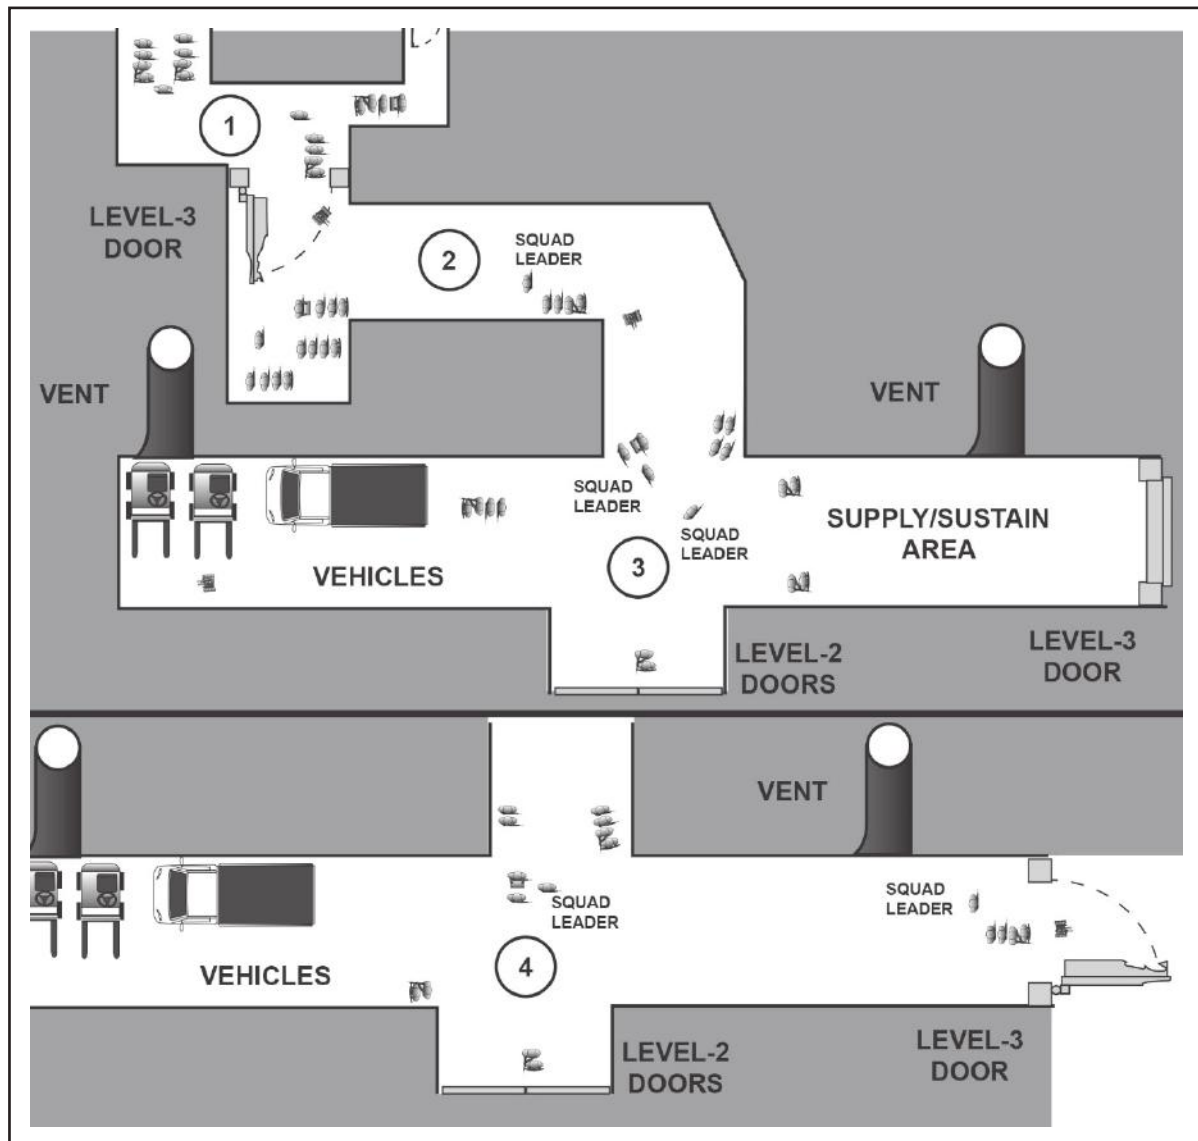 1
LEVEL-3
DOOR
2
SQUAD
LEADER
VENT
VENT
SQUAD
LEADER
SQUAD
LEADER
SUPPLY/SUSTAIN
AREA
3
VEHICLES
LEVEL-2
DOORS
LEVEL-3
DOOR
VENT
SQUAD
LEADER
SQUAD
LEADER
4
VEHICLES
LEVEL-2
DOORS
LEVEL-3
DOOR